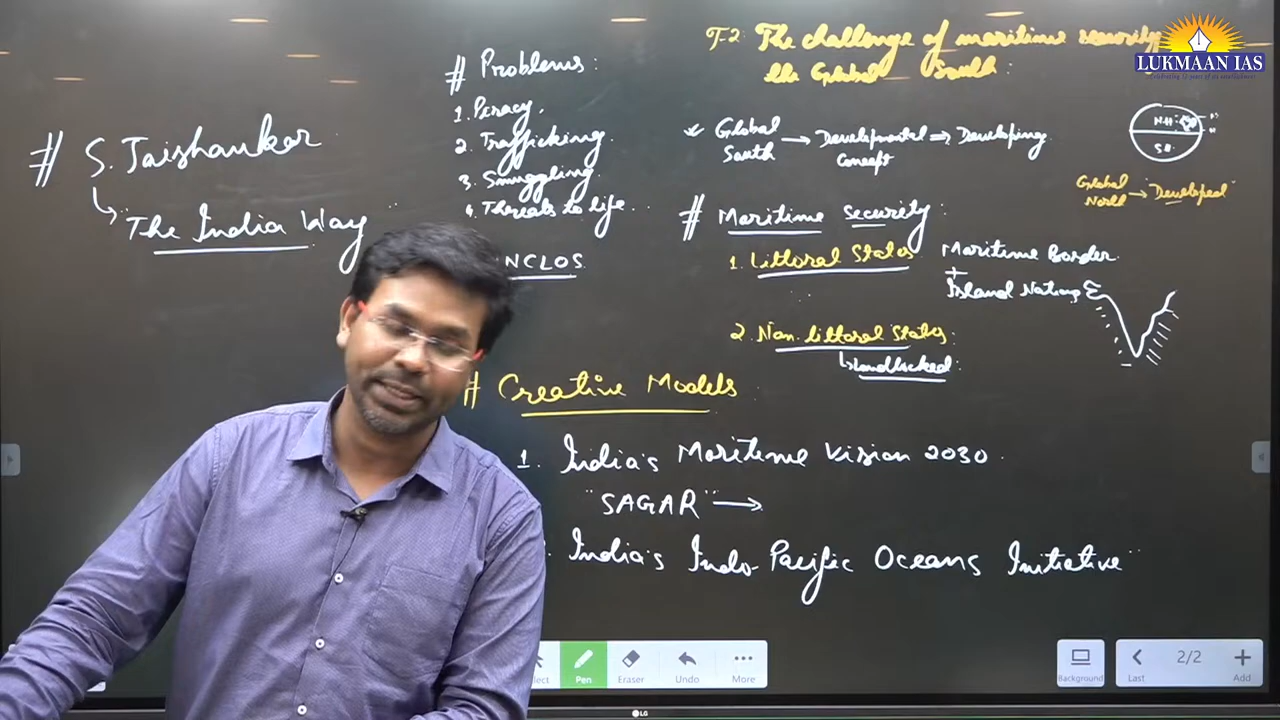 T-2: The challenge of maritime security
the Global South:
LUKMAAN IAS
# S. Jaishankar
"The India Way
# Problems:
1. Piracy,
2. Trafficking.
3. Smuggling.
4. Threats to life..
NCLOS
* Global South → Developmental concept ⇒ Developing
N.H.
S.H.
Global North → "Developed"
# Maritime security
1. Littoral States
Maritime Border
+
Island Nations
2. Non-littoral States
Landlocked.
# Creative Models
1. India's Maritime Vision 2030.
"SAGAR" →
India's Indo-Pacific Oceans Initiative"
Pen
Eraser
Undo
More
Background
Last
2/2
Add
LG